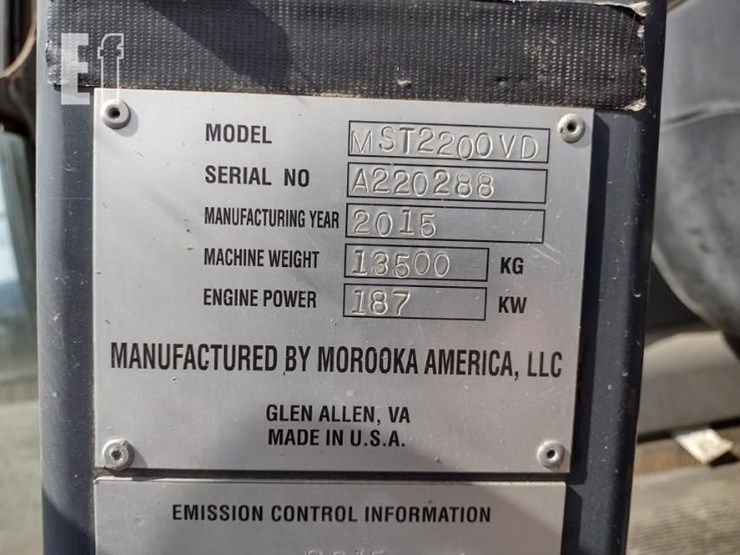 Ef
MODEL MST2200VD
SERIAL NO A220288
MANUFACTURING YEAR 2015
MACHINE WEIGHT 13500 KG
ENGINE POWER 187 KW
MANUFACTURED BY MOROOKA AMERICA, LLC
GLEN ALLEN, VA
MADE IN U.S.A.
EMISSION CONTROL INFORMATION